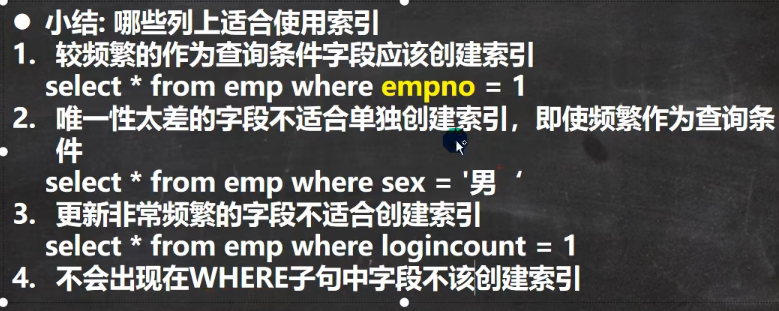 ● 小结: 哪些列上适合使用索引
1. 较频繁的作为查询条件字段应该创建索引
select * from emp where empno = 1
2. 唯一性太差的字段不适合单独创建索引，即使频繁作为查询条
件
select * from emp where sex = '男‘
3. 更新非常频繁的字段不适合创建索引
select * from emp where logincount = 1
4. 不会出现在WHERE子句中字段不该创建索引